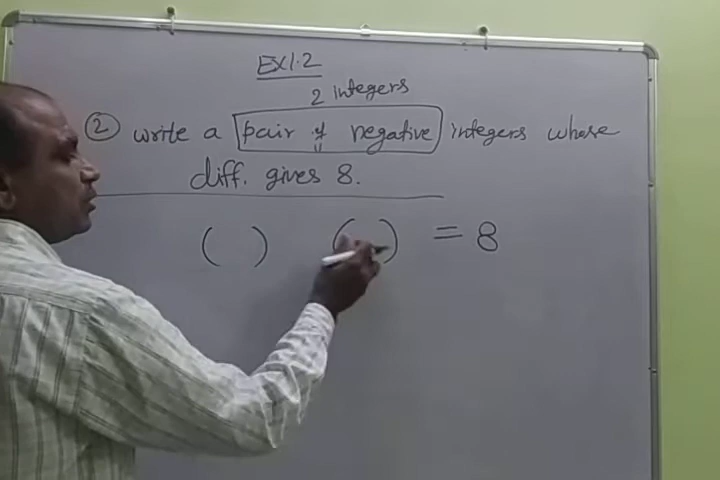 EX1.2
2 integers
② write a pair of negative integers whose
diff. gives 8.
( ) ( ) = 8